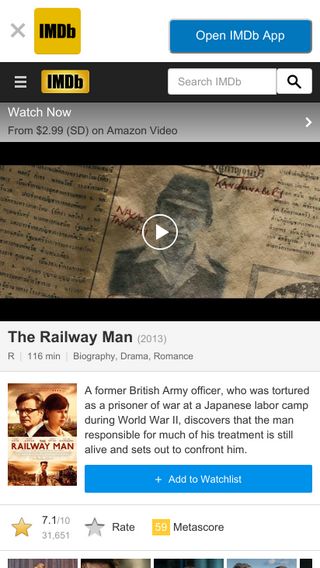 IMDb
Open IMDb App
IMDb
Search IMDb
Watch Now
From $2.99 (SD) on Amazon Video
The Railway Man (2013)
R | 116 min | Biography, Drama, Romance
THE
RAILWAY MAN
A former British Army officer, who was tortured
as a prisoner of war at a Japanese labor camp
during World War II, discovers that the man
responsible for much of his treatment is still
alive and sets out to confront him.
+ Add to Watchlist
7.1/10
31,651
Rate
59 Metascore